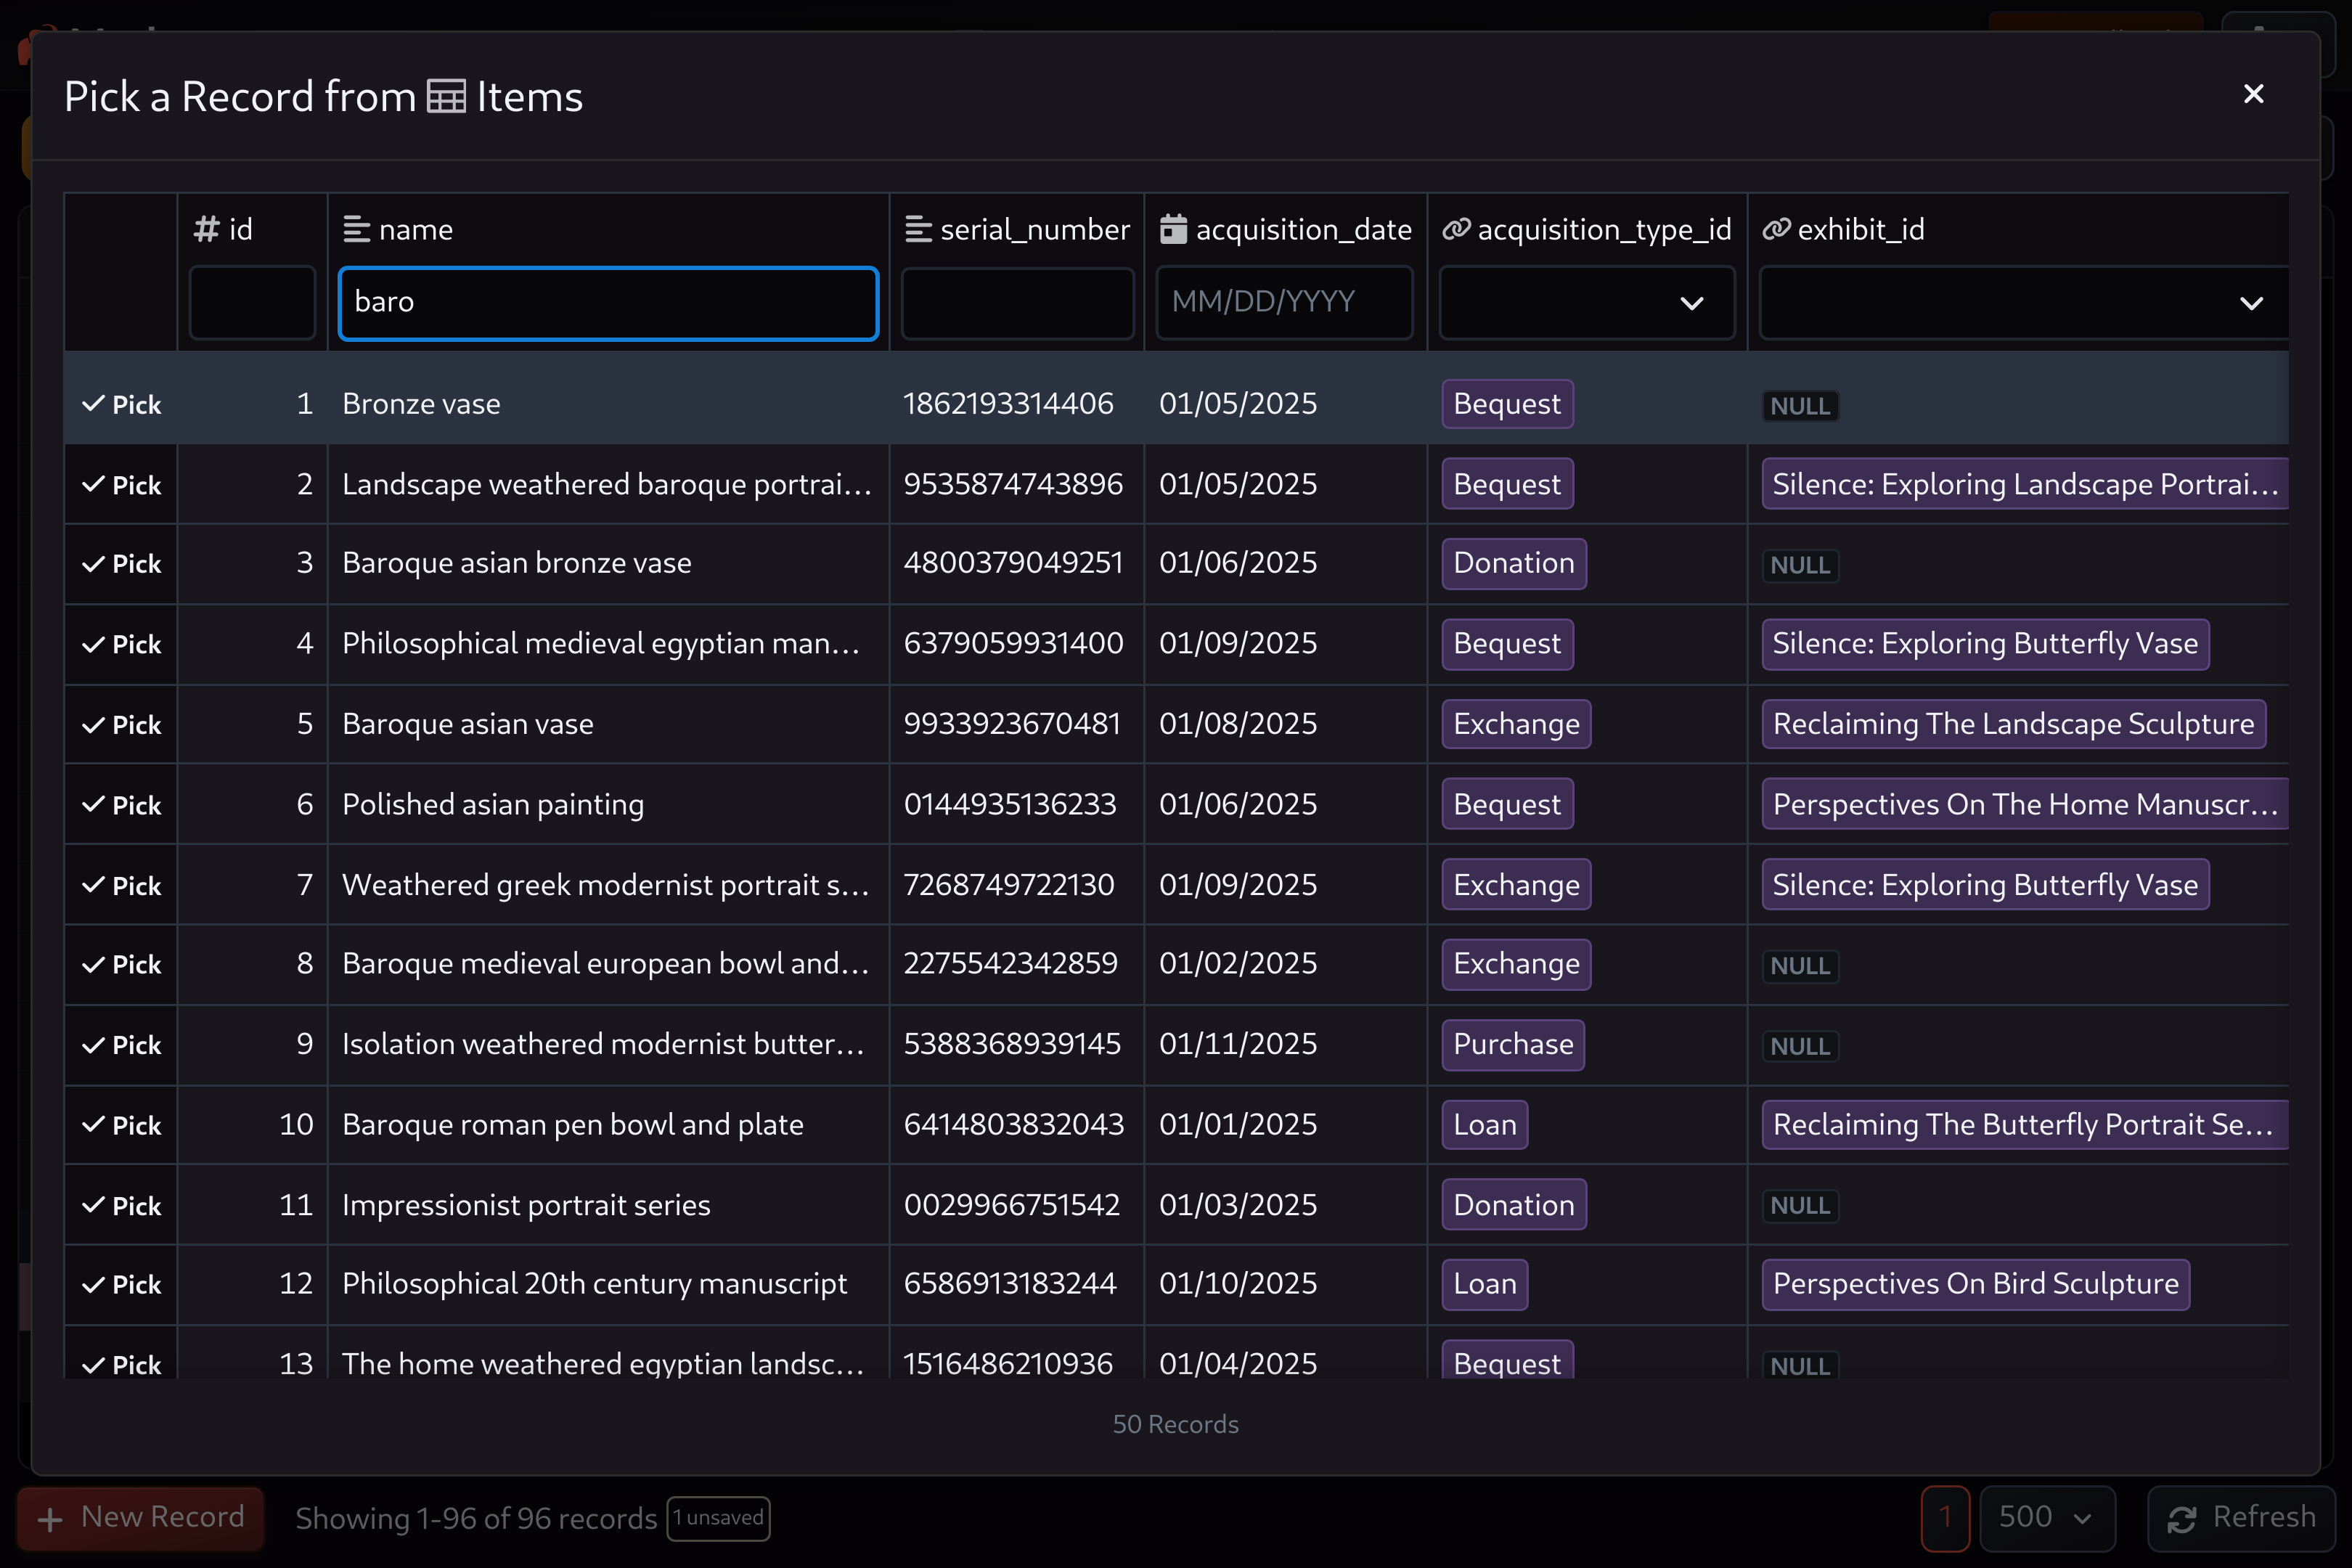 Pick a Record from Items
id name serial_number acquisition_date acquisition_type_id exhibit_id
baro MM/DD/YYYY
Pick 1 Bronze vase 1862193314406 01/05/2025 Bequest NULL
Pick 2 Landscape weathered baroque portrai... 9535874743896 01/05/2025 Bequest Silence: Exploring Landscape Portrai...
Pick 3 Baroque asian bronze vase 4800379049251 01/06/2025 Donation NULL
Pick 4 Philosophical medieval egyptian man... 6379059931400 01/09/2025 Bequest Silence: Exploring Butterfly Vase
Pick 5 Baroque asian vase 9933923670481 01/08/2025 Exchange Reclaiming The Landscape Sculpture
Pick 6 Polished asian painting 0144935136233 01/06/2025 Bequest Perspectives On The Home Manuscr...
Pick 7 Weathered greek modernist portrait s... 7268749722130 01/09/2025 Exchange Silence: Exploring Butterfly Vase
Pick 8 Baroque medieval european bowl and... 2275542342859 01/02/2025 Exchange NULL
Pick 9 Isolation weathered modernist butter... 5388368939145 01/11/2025 Purchase NULL
Pick 10 Baroque roman pen bowl and plate 6414803832043 01/01/2025 Loan Reclaiming The Butterfly Portrait Se...
Pick 11 Impressionist portrait series 0029966751542 01/03/2025 Donation NULL
Pick 12 Philosophical 20th century manuscript 6586913183244 01/10/2025 Loan Perspectives On Bird Sculpture
Pick 13 The home weathered egyptian landsc... 1516486210936 01/04/2025 Bequest NULL
50 Records
New Record Showing 1-96 of 96 records 1 unsaved 1 500 Refresh